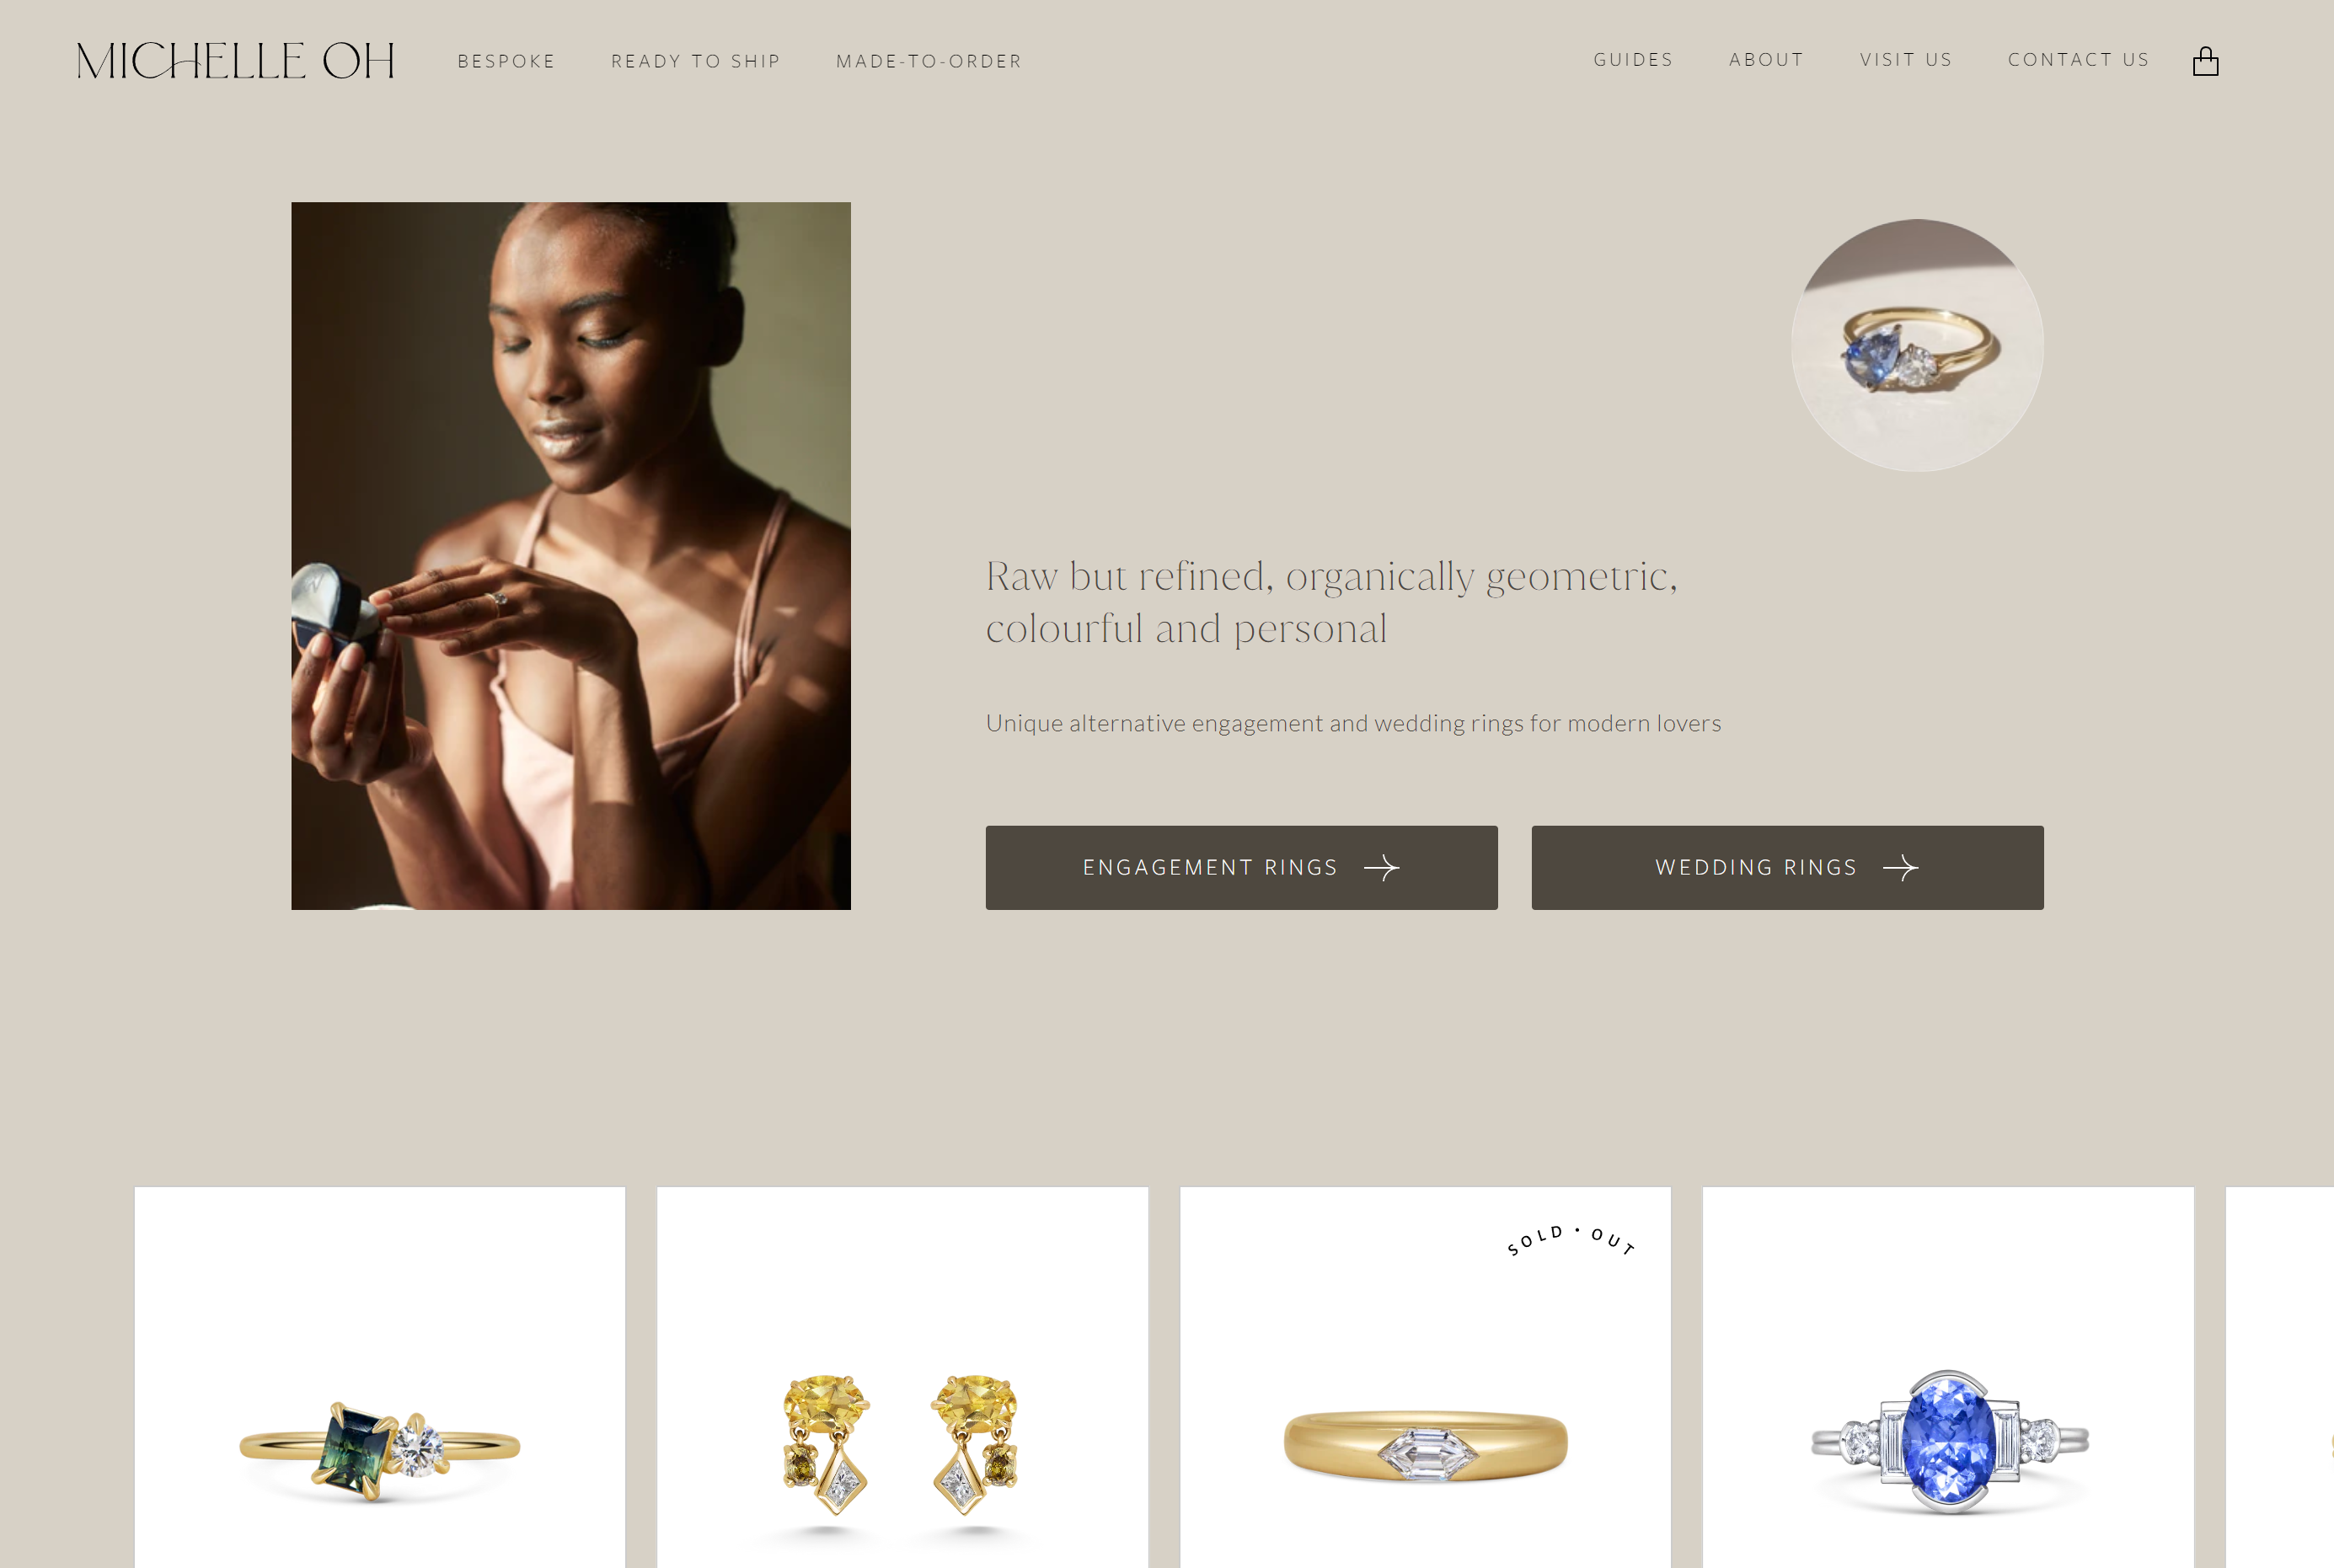 MICHELLE OH
BESPOKE
READY TO SHIP
MADE-TO-ORDER
GUIDES
ABOUT
VISIT US
CONTACT US
Raw but refined, organically geometric,
colourful and personal
Unique alternative engagement and wedding rings for modern lovers
ENGAGEMENT RINGS
WEDDING RINGS
SOLD • OUT